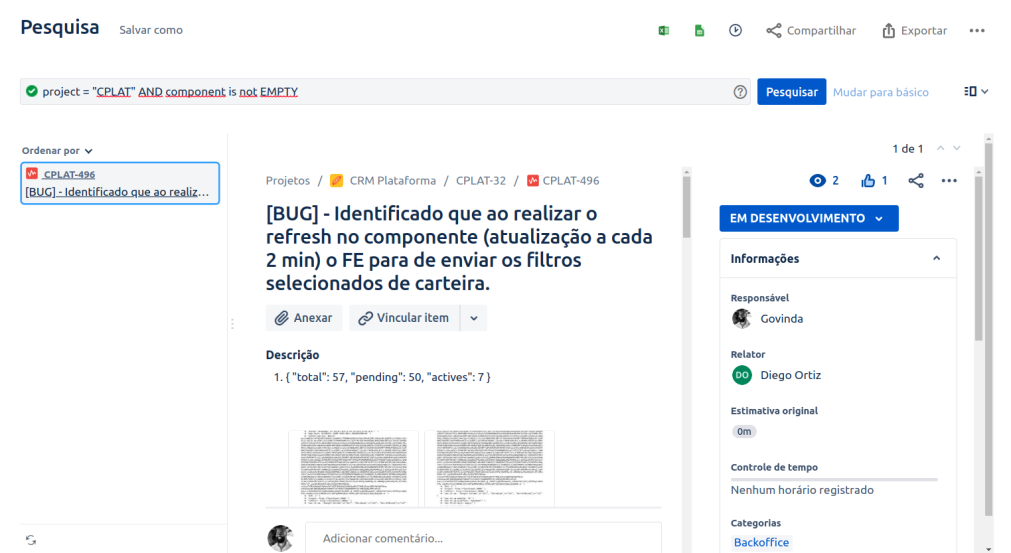 Pesquisa
Salvar como
Compartilhar
Exportar
project = "CPLAT" AND component is not EMPTY
Pesquisar
Mudar para básico
Ordenar por
CPLAT-496
[BUG] - Identificado que ao realiz...
1 de 1
Projetos / CRM Plataforma / CPLAT-32 / CPLAT-496
2
1
[BUG] - Identificado que ao realizar o
refresh no componente (atualização a cada
2 min) o FE para de enviar os filtros
selecionados de carteira.
Anexar
Vincular item
Descrição
1. { "total": 57, "pending": 50, "actives": 7 }
Adicionar comentário...
EM DESENVOLVIMENTO
Informações
Responsável
Govinda
Relator
DO
Diego Ortiz
Estimativa original
0m
Controle de tempo
Nenhum horário registrado
Categorias
Backoffice